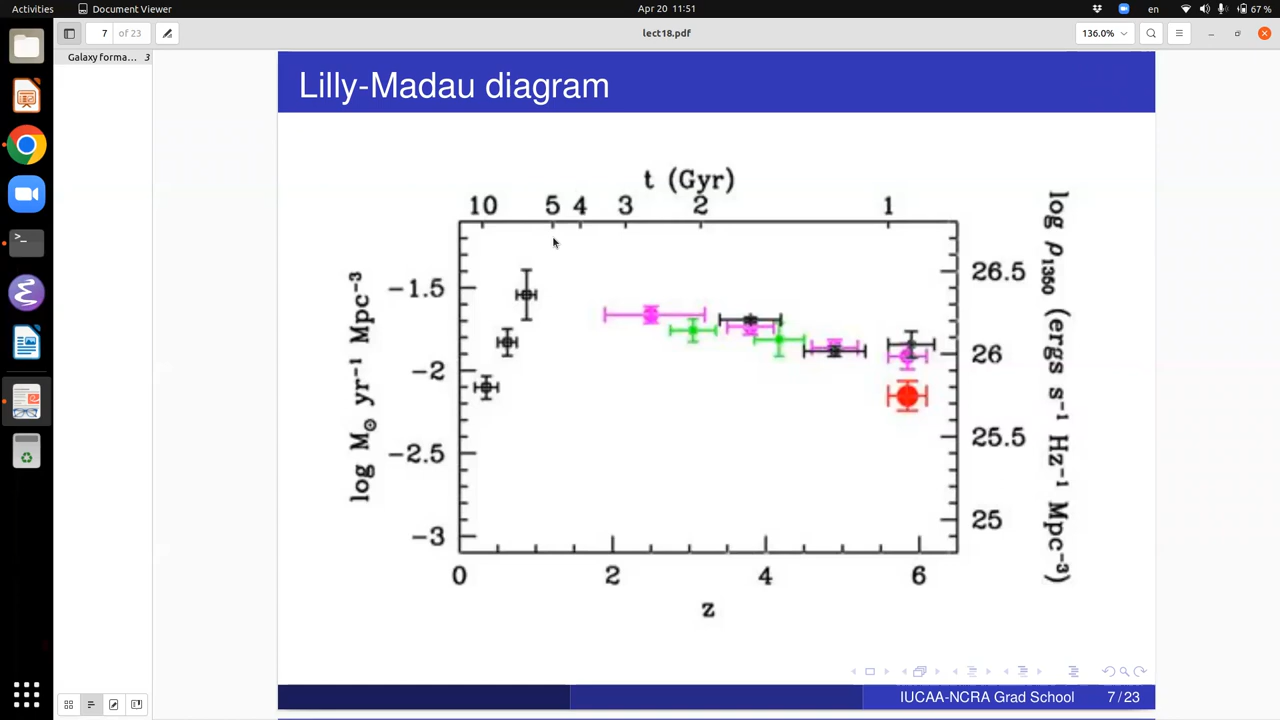 Activities
Document Viewer
Apr 20 11:51
en
67 %
7 of 23
lect18.pdf
136.0%
Galaxy forma... 3
Lilly-Madau diagram
t (Gyr)
10 5 4 3 2 1
log M⊙ yr⁻¹ Mpc⁻³
−1.5
−2
−2.5
−3
26.5
26
25.5
25
log ρ₁₃₅₀ (ergs s⁻¹ Hz⁻¹ Mpc⁻³)
0 2 4 6
z
IUCAA-NCRA Grad School 7 / 23